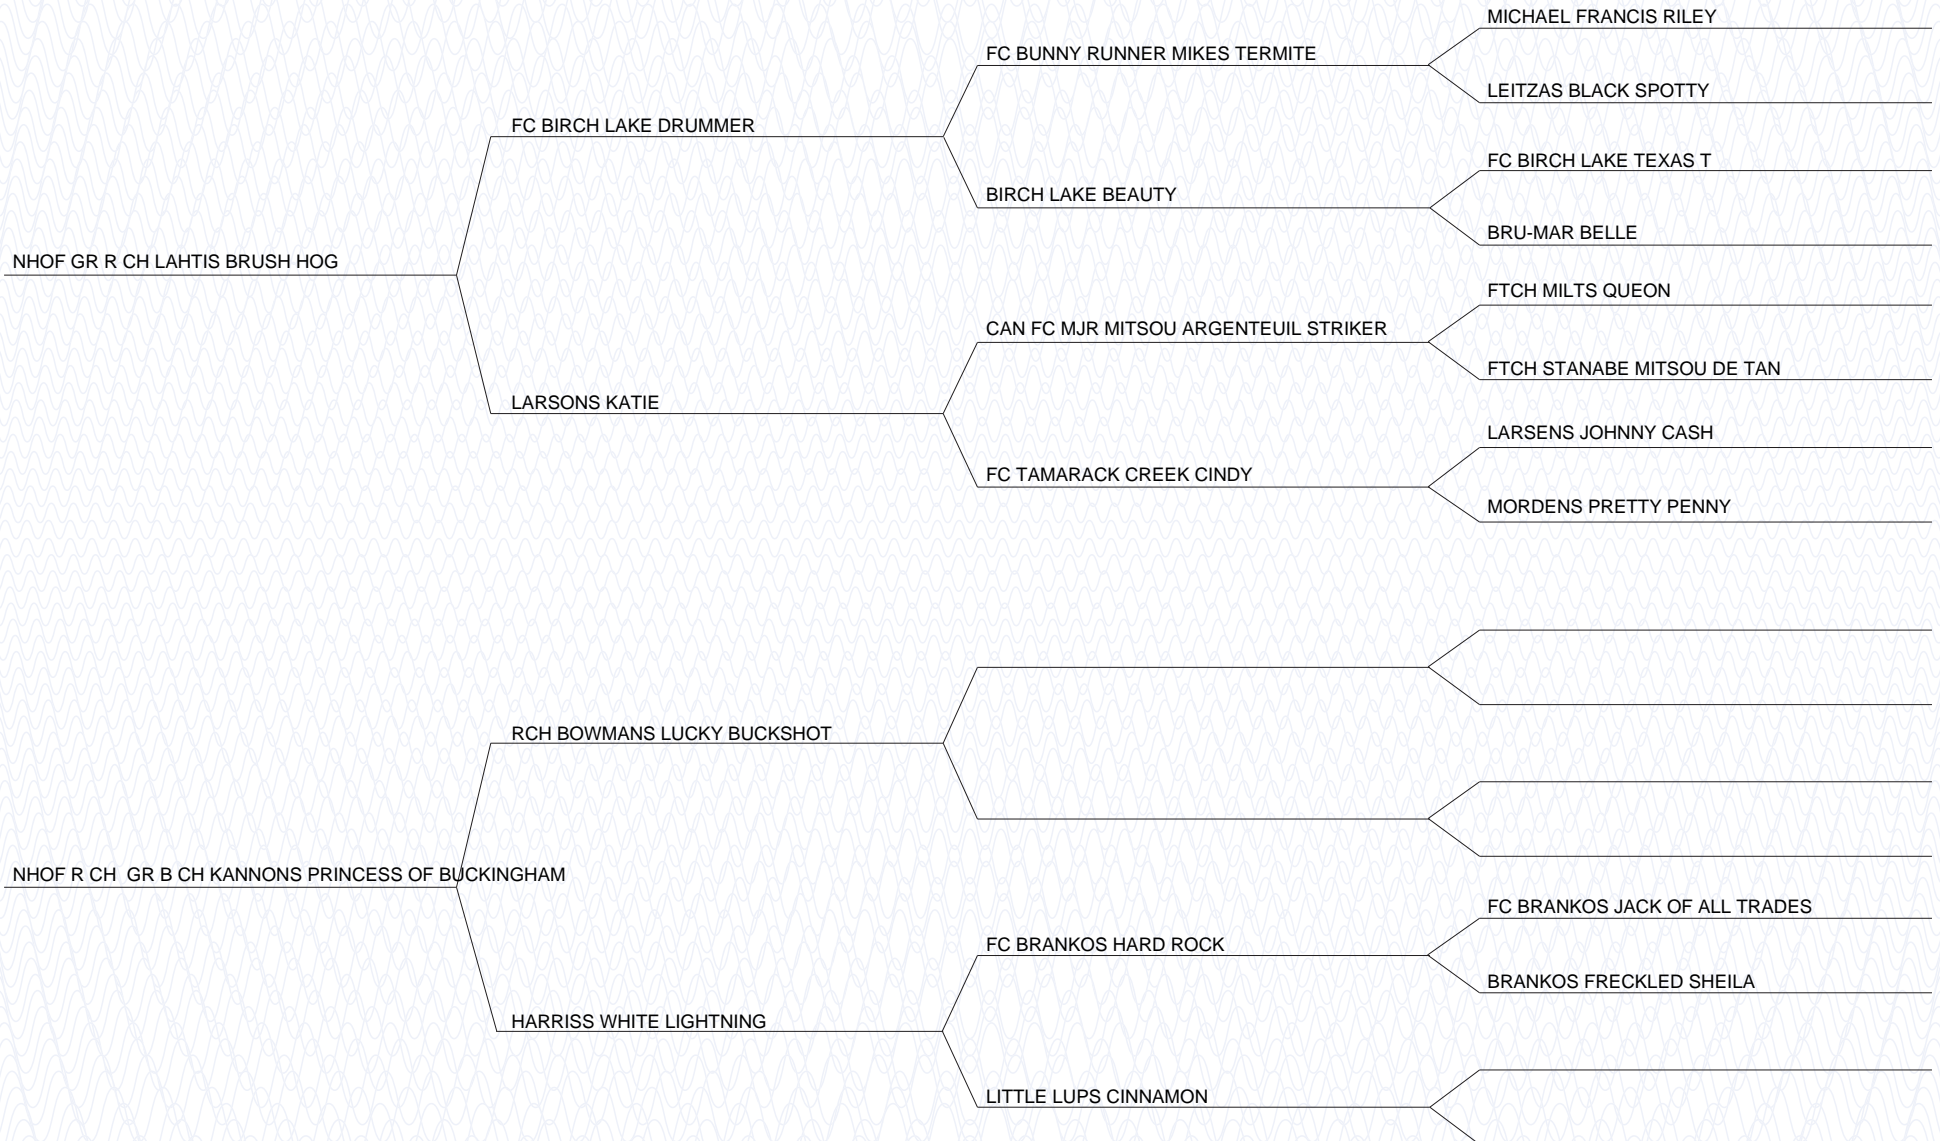 MICHAEL FRANCIS RILEY
FC BUNNY RUNNER MIKES TERMITE
LEITZAS BLACK SPOTTY
FC BIRCH LAKE DRUMMER
FC BIRCH LAKE TEXAS T
BIRCH LAKE BEAUTY
BRU-MAR BELLE
NHOF GR R CH LAHTIS BRUSH HOG
FTCH MILTS QUEON
CAN FC MJR MITSOU ARGENTEUIL STRIKER
FTCH STANABE MITSOU DE TAN
LARSONS KATIE
LARSENS JOHNNY CASH
FC TAMARACK CREEK CINDY
MORDENS PRETTY PENNY
RCH BOWMANS LUCKY BUCKSHOT
NHOF R CH  GR B CH KANNONS PRINCESS OF BUCKINGHAM
FC BRANKOS JACK OF ALL TRADES
FC BRANKOS HARD ROCK
BRANKOS FRECKLED SHEILA
HARRISS WHITE LIGHTNING
LITTLE LUPS CINNAMON